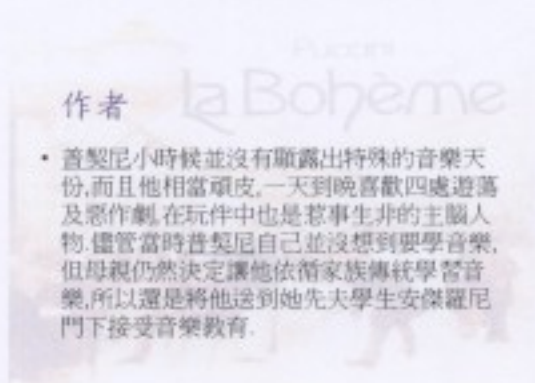 Puccini
la Bohème
作者
• 普契尼小時候並沒有顯露出特殊的音樂天
份,而且他相當頑皮,一天到晚喜歡四處遊蕩
及惡作劇,在玩伴中也是惹事生非的主腦人
物.儘管當時普契尼自己並沒想到要學音樂,
但母親仍然決定讓他依循家族傳統學習音
樂,所以還是將他送到她先夫學生安傑羅尼
門下接受音樂教育.